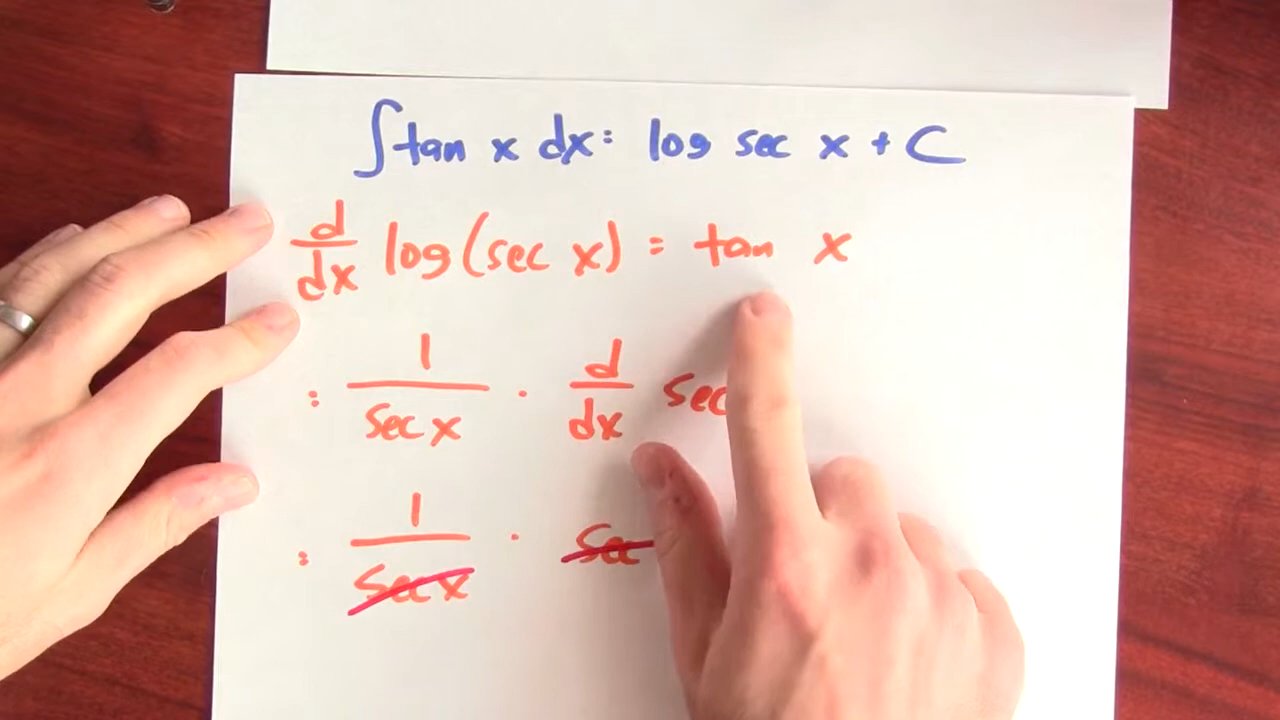 ∫tan x dx = log sec x + C
d/dx log(sec x) = tan x
= 1/sec x · d/dx sec
= 1/sec x · sec